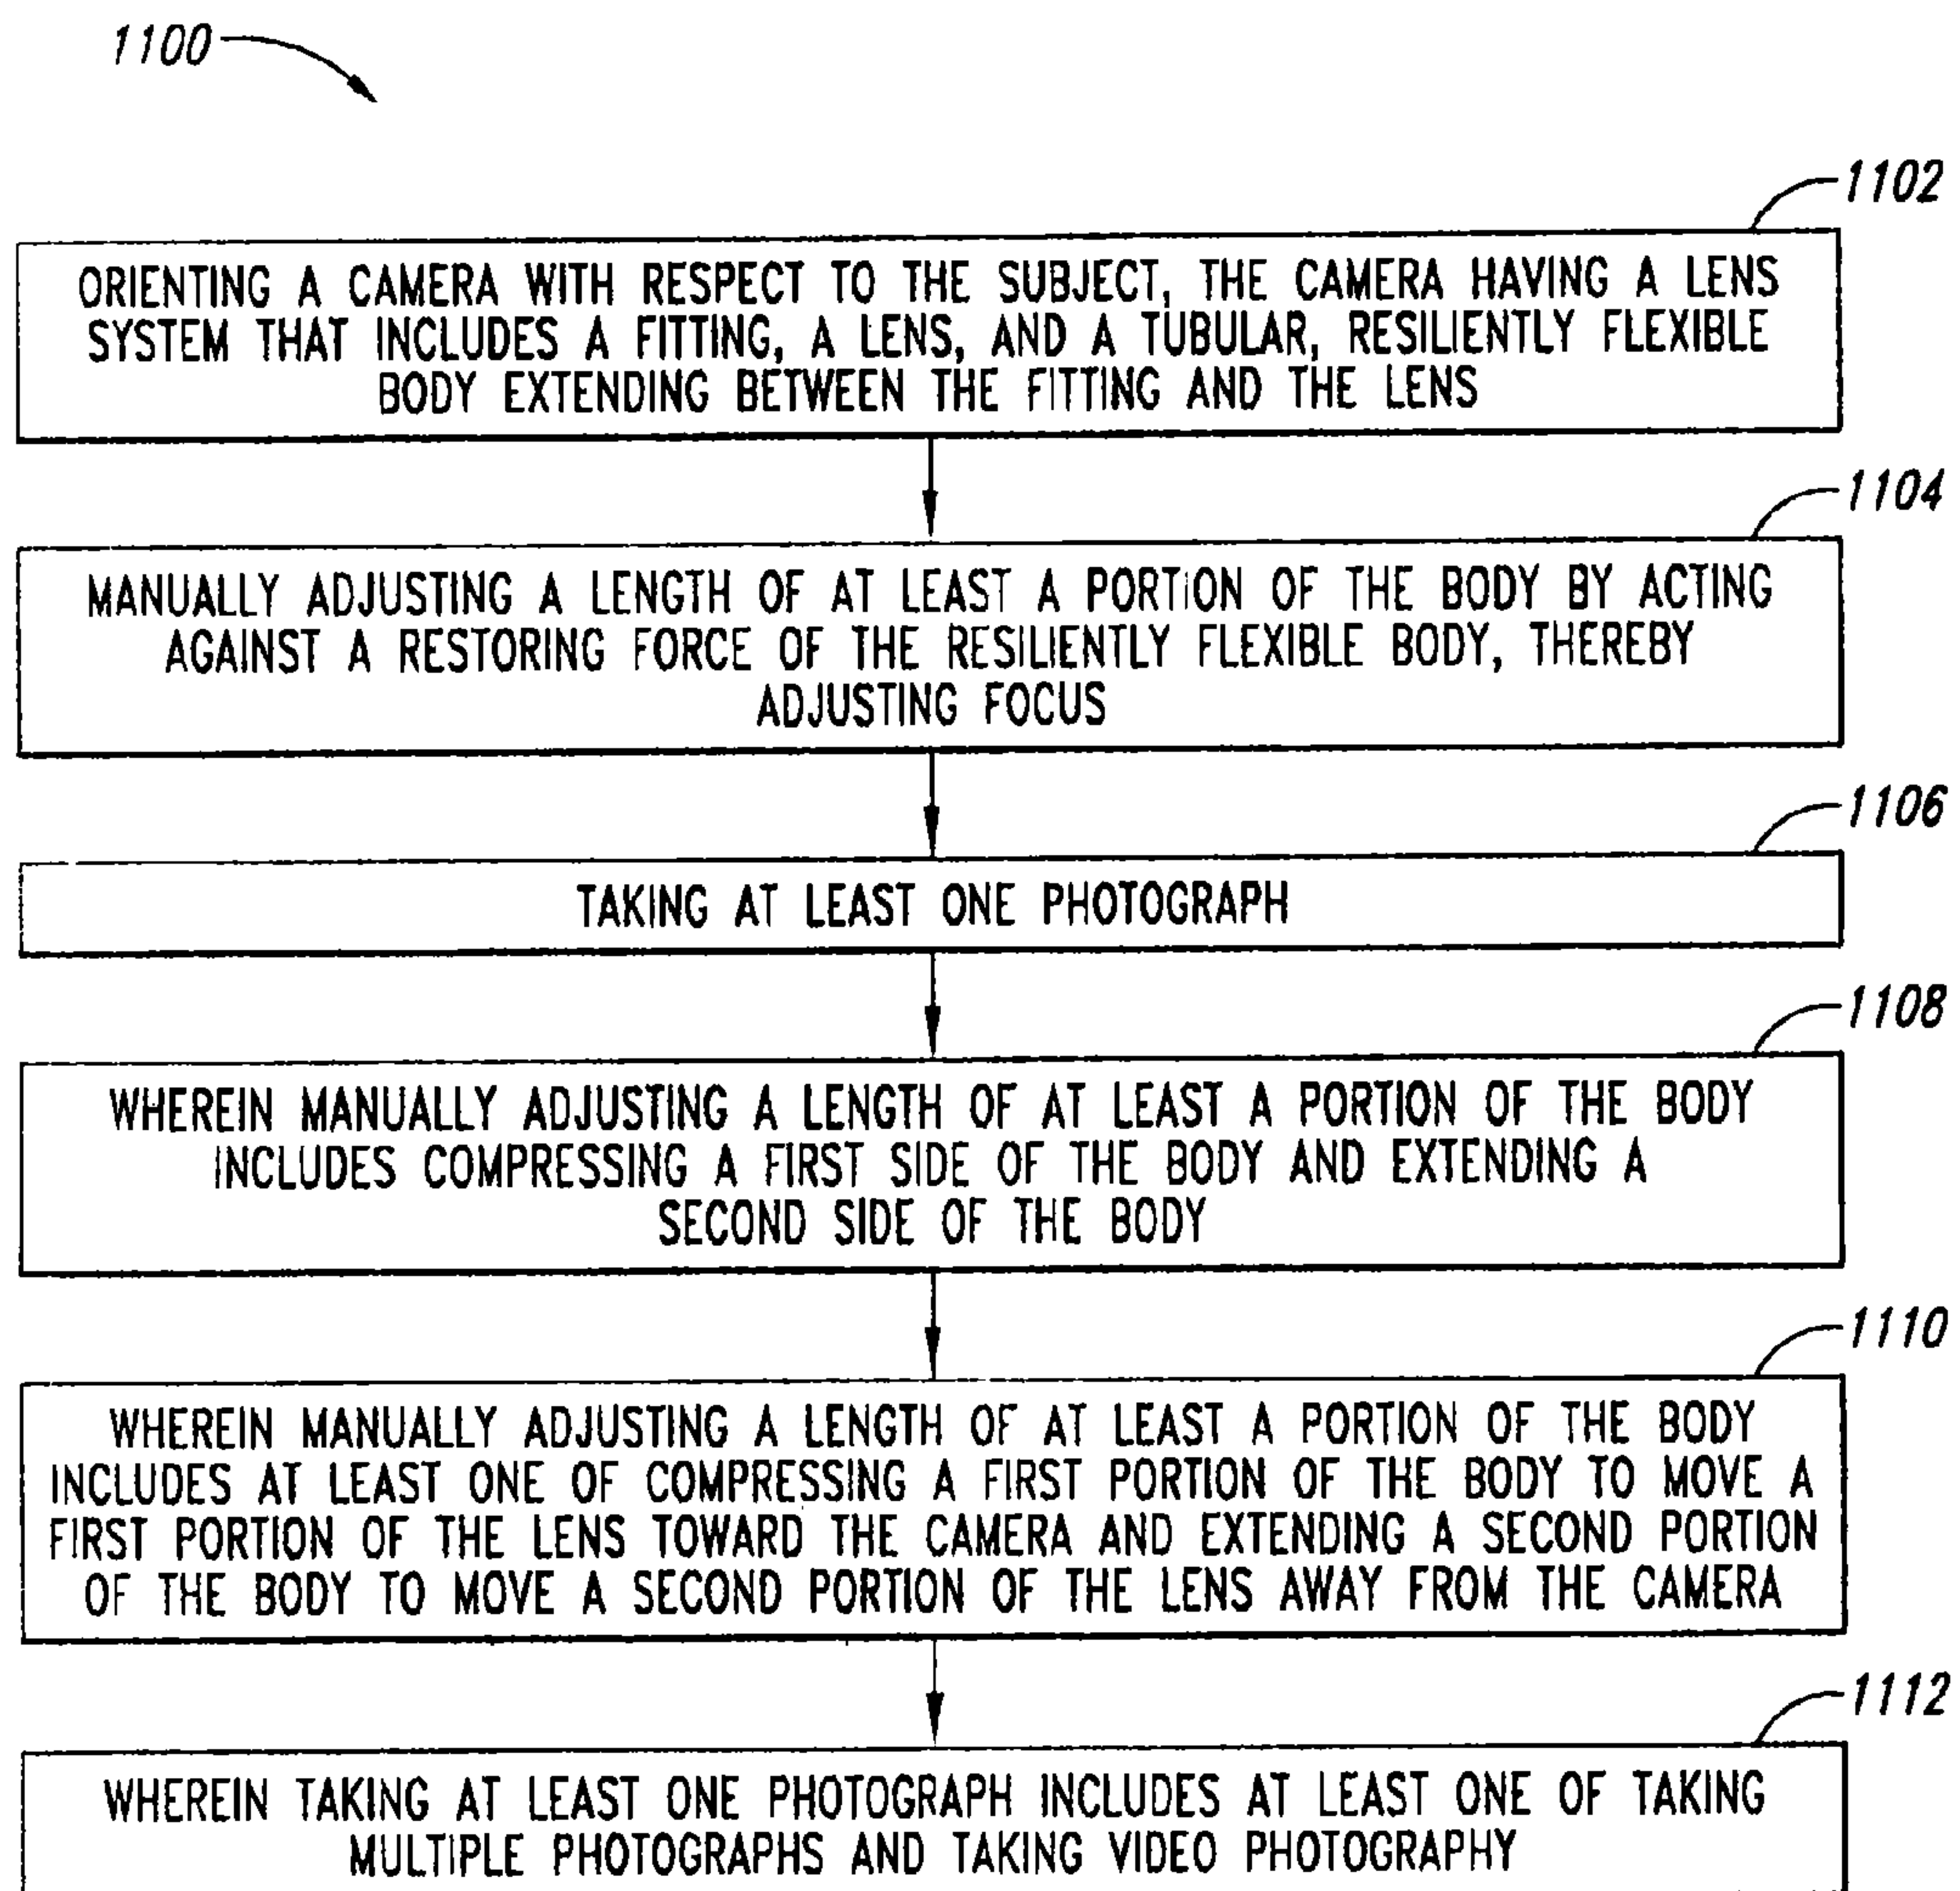 1100
1102
ORIENTING A CAMERA WITH RESPECT TO THE SUBJECT, THE CAMERA HAVING A LENS
SYSTEM THAT INCLUDES A FITTING, A LENS, AND A TUBULAR, RESILIENTLY FLEXIBLE
BODY EXTENDING BETWEEN THE FITTING AND THE LENS
1104
MANUALLY ADJUSTING A LENGTH OF AT LEAST A PORTION OF THE BODY BY ACTING
AGAINST A RESTORING FORCE OF THE RESILIENTLY FLEXIBLE BODY, THEREBY
ADJUSTING FOCUS
1106
TAKING AT LEAST ONE PHOTOGRAPH
1108
WHEREIN MANUALLY ADJUSTING A LENGTH OF AT LEAST A PORTION OF THE BODY
INCLUDES COMPRESSING A FIRST SIDE OF THE BODY AND EXTENDING A
SECOND SIDE OF THE BODY
1110
WHEREIN MANUALLY ADJUSTING A LENGTH OF AT LEAST A PORTION OF THE BODY
INCLUDES AT LEAST ONE OF COMPRESSING A FIRST PORTION OF THE BODY TO MOVE A
FIRST PORTION OF THE LENS TOWARD THE CAMERA AND EXTENDING A SECOND PORTION
OF THE BODY TO MOVE A SECOND PORTION OF THE LENS AWAY FROM THE CAMERA
1112
WHEREIN TAKING AT LEAST ONE PHOTOGRAPH INCLUDES AT LEAST ONE OF TAKING
MULTIPLE PHOTOGRAPHS AND TAKING VIDEO PHOTOGRAPHY